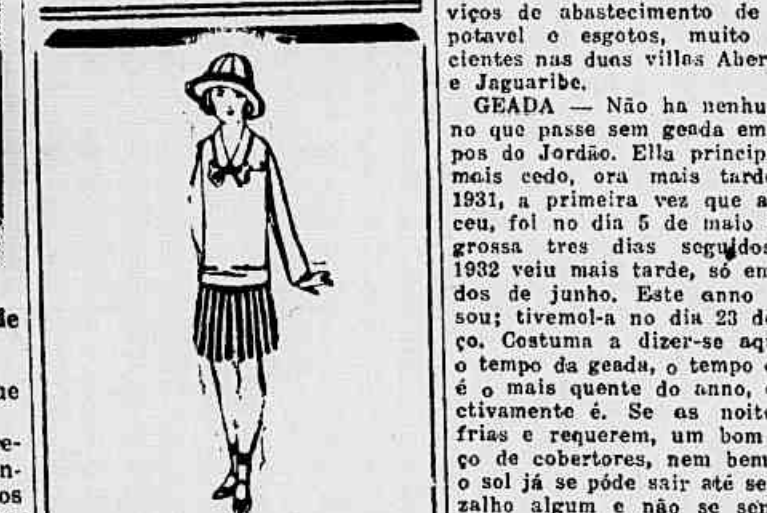 le
ne
e-
n-
os
viços de abastecimento de
potavel e esgotos, muito
cientes nas duas villas Aber
e Jaguaribe.
GEADA — Não ha nenhu
no que passe sem geada em
pos do Jordão. Ella princip
mais cedo, ora mais tard
1931, a primeira vez que a
ceu, foi no dia 5 de maio
grossa tres dias seguidos
1932 veiu mais tarde, só em
dos de junho. Este anno
sou; tivemol-a no dia 23 d
ço. Costuma a dizer-se aqu
o tempo da geada, o tempo
é o mais quente do anno,
ctivamente é. Se as noite
frias e requerem, um bom
ço de cobertores, nem bem
o sol já se póde sair até se
zalho algum e não se ser